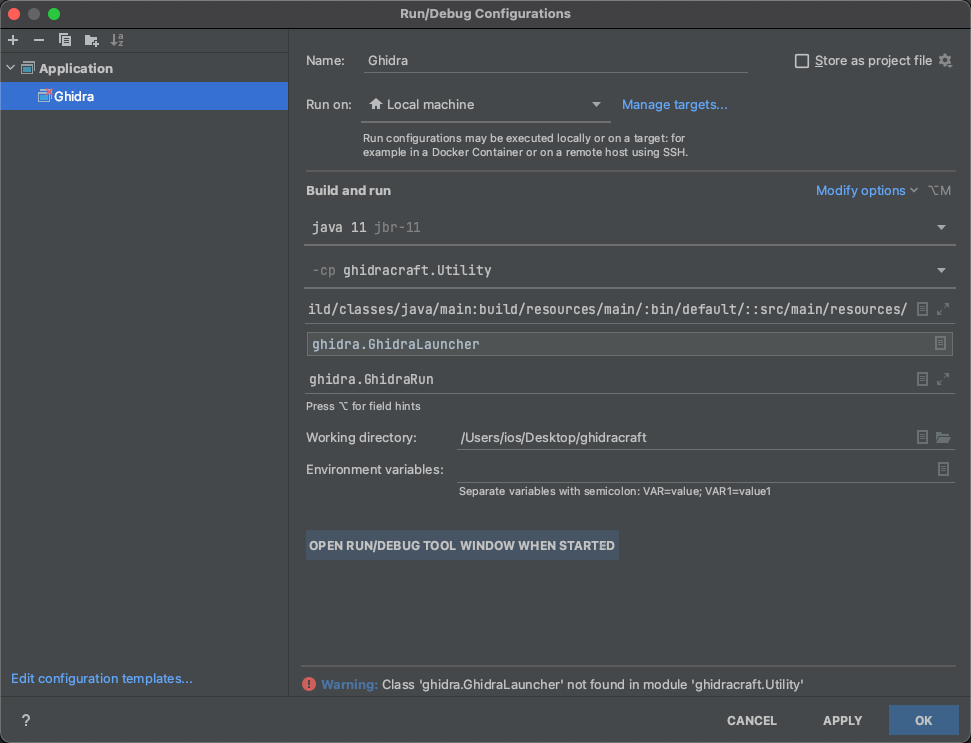 Run/Debug Configurations
Application
Ghidra
Name: Ghidra
Store as project file
Run on: Local machine
Manage targets...
Run configurations may be executed locally or on a target: for
example in a Docker Container or on a remote host using SSH.
Build and run
Modify options ⌥M
java 11 jbr-11
-cp ghidracraft.Utility
ild/classes/java/main:build/resources/main/:bin/default/::src/main/resources/
ghidra.GhidraLauncher
ghidra.GhidraRun
Press ⌥ for field hints
Working directory: /Users/ios/Desktop/ghidracraft
Environment variables:
Separate variables with semicolon: VAR=value; VAR1=value1
OPEN RUN/DEBUG TOOL WINDOW WHEN STARTED
Edit configuration templates...
Warning: Class 'ghidra.GhidraLauncher' not found in module 'ghidracraft.Utility'
?
CANCEL
APPLY
OK